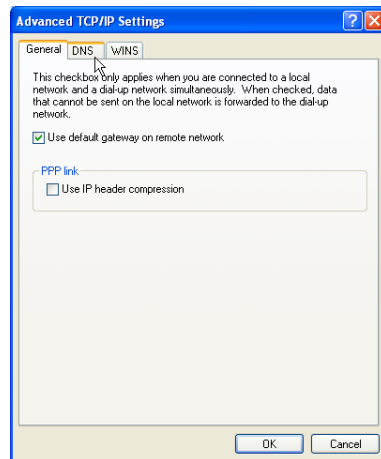 Advanced TCP/IP Settings
General DNS WINS
This checkbox only applies when you are connected to a local
network and a dial-up network simultaneously. When checked, data
that cannot be sent on the local network is forwarded to the dial-up
network.
Use default gateway on remote network
PPP link
Use IP header compression
OK Cancel